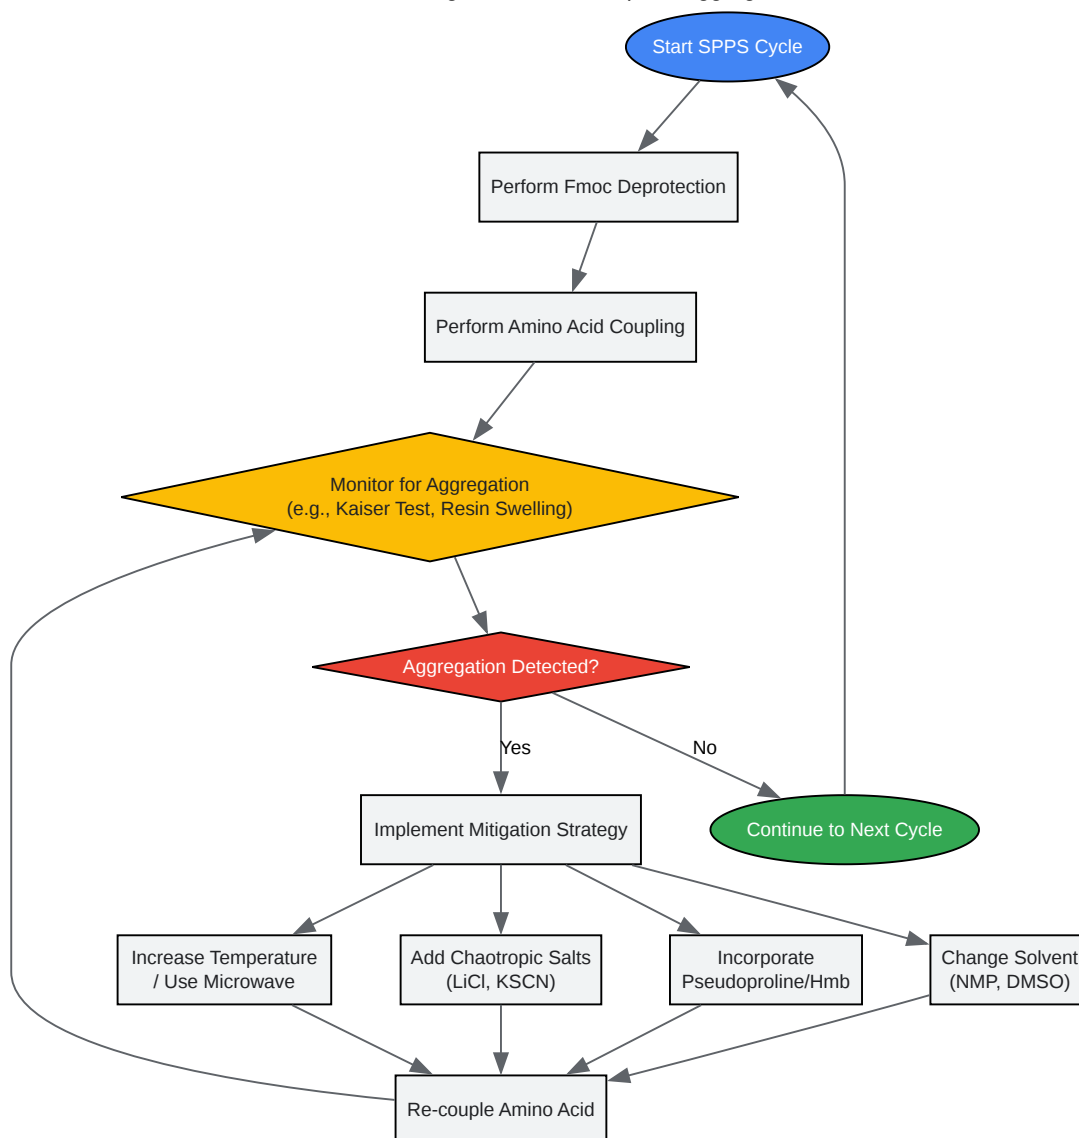 Start SPPS Cycle
Perform Fmoc Deprotection
Perform Amino Acid Coupling
Monitor for Aggregation
(e.g., Kaiser Test, Resin Swelling)
Aggregation Detected?
Yes
No
Implement Mitigation Strategy
Continue to Next Cycle
Increase Temperature
/ Use Microwave
Add Chaotropic Salts
(LiCl, KSCN)
Incorporate
Pseudoproline/Hmb
Change Solvent
(NMP, DMSO)
Re-couple Amino Acid